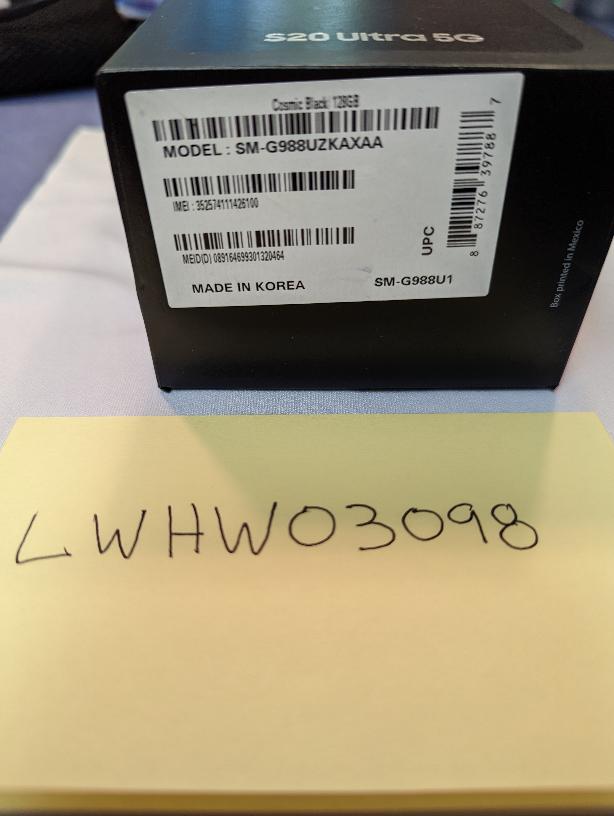 S20 Ultra 5G
Cosmic Black 128GB
MODEL : SM-G988UZKAXAA
IMEI : 352574111426100
MEID(D) 089164699301320464
MADE IN KOREA
SM-G988U1
UPC
8 87276 39788 7
Box printed in Mexico
LWHW03098